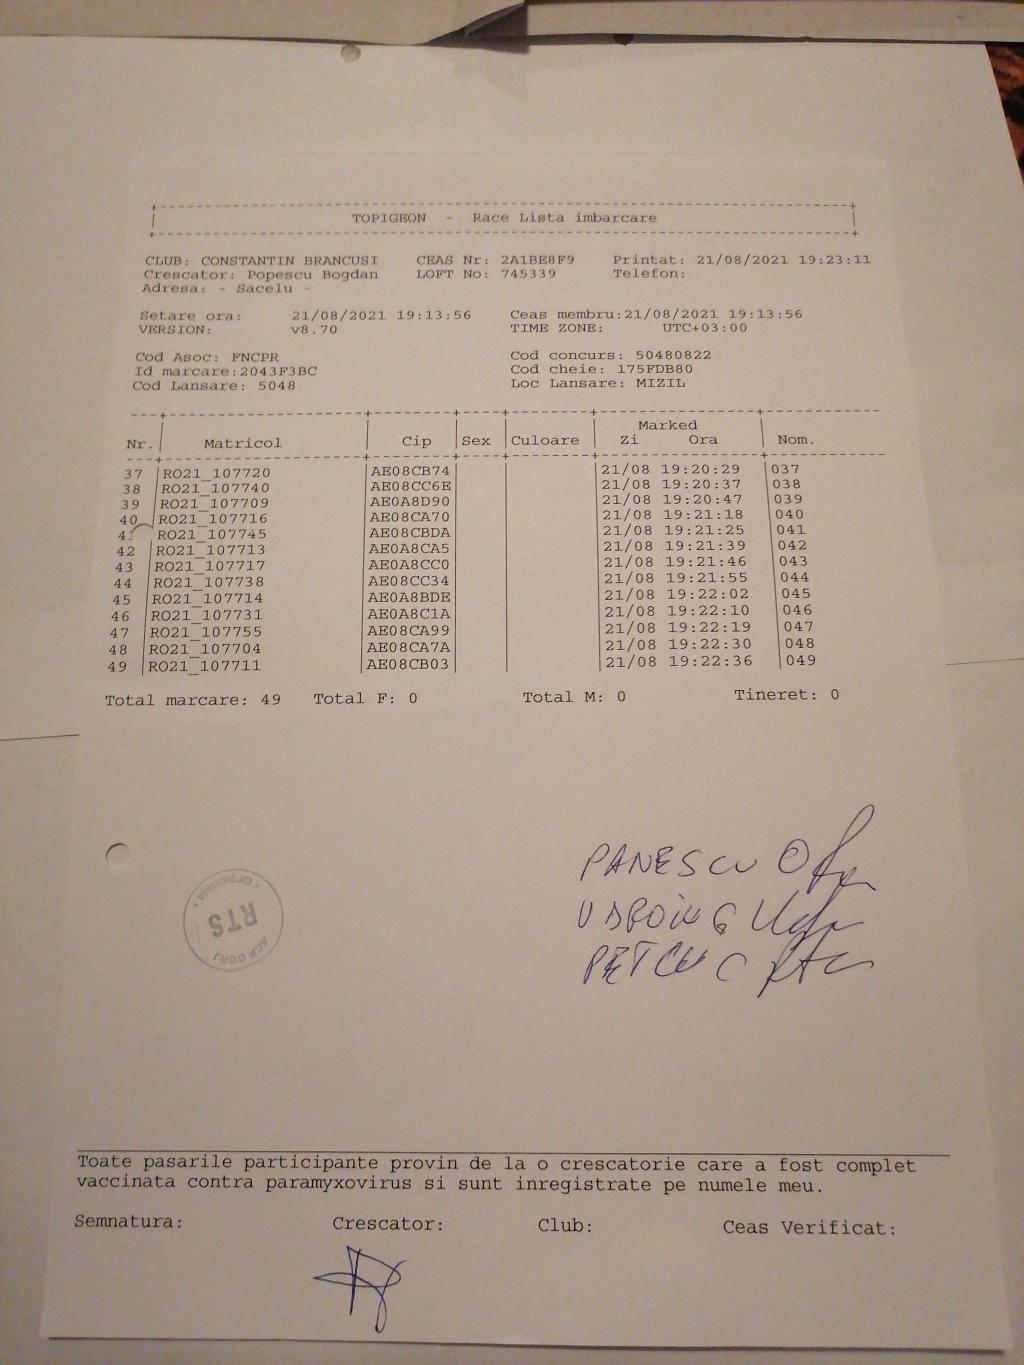 TOPIGEON - Race Lista imbarcare
CLUB: CONSTANTIN BRANCUSI CEAS Nr: 2A1BE8F9 Printat: 21/08/2021 19:23:11
Crescator: Popescu Bogdan LOFT No: 745339 Telefon:
Adresa: - Sacelu -
Setare ora: 21/08/2021 19:13:56 Ceas membru:21/08/2021 19:13:56
VERSION: v8.70 TIME ZONE: UTC+03:00
Cod Asoc: FNCPR Cod concurs: 50480822
Id marcare:2043F3BC Cod cheie: 175FDB80
Cod Lansare: 5048 Loc Lansare: MIZIL
Marked
Nr. Matricol Cip Sex Culoare Zi Ora Nom.
37 RO21_107720 AE08CB74 21/08 19:20:29 037
38 RO21_107740 AE08CC6E 21/08 19:20:37 038
39 RO21_107709 AE0A8D90 21/08 19:20:47 039
40 RO21_107716 AE08CA70 21/08 19:21:18 040
41 RO21_107745 AE08CBDA 21/08 19:21:25 041
42 RO21_107713 AE0A8CA5 21/08 19:21:39 042
43 RO21_107717 AE0A8CC0 21/08 19:21:46 043
44 RO21_107738 AE08CC34 21/08 19:21:55 044
45 RO21_107714 AE0A8BDE 21/08 19:22:02 045
46 RO21_107731 AE0A8C1A 21/08 19:22:10 046
47 RO21_107755 AE08CA99 21/08 19:22:19 047
48 RO21_107704 AE08CA7A 21/08 19:22:30 048
49 RO21_107711 AE08CB03 21/08 19:22:36 049
Total marcare: 49 Total F: 0 Total M: 0 Tineret: 0
PANESCU O
PETCU C
RTS
ACP GORJ
Toate pasarile participante provin de la o crescatorie care a fost complet
vaccinata contra paramyxovirus si sunt inregistrate pe numele meu.
Semnatura: Crescator: Club: Ceas Verificat: